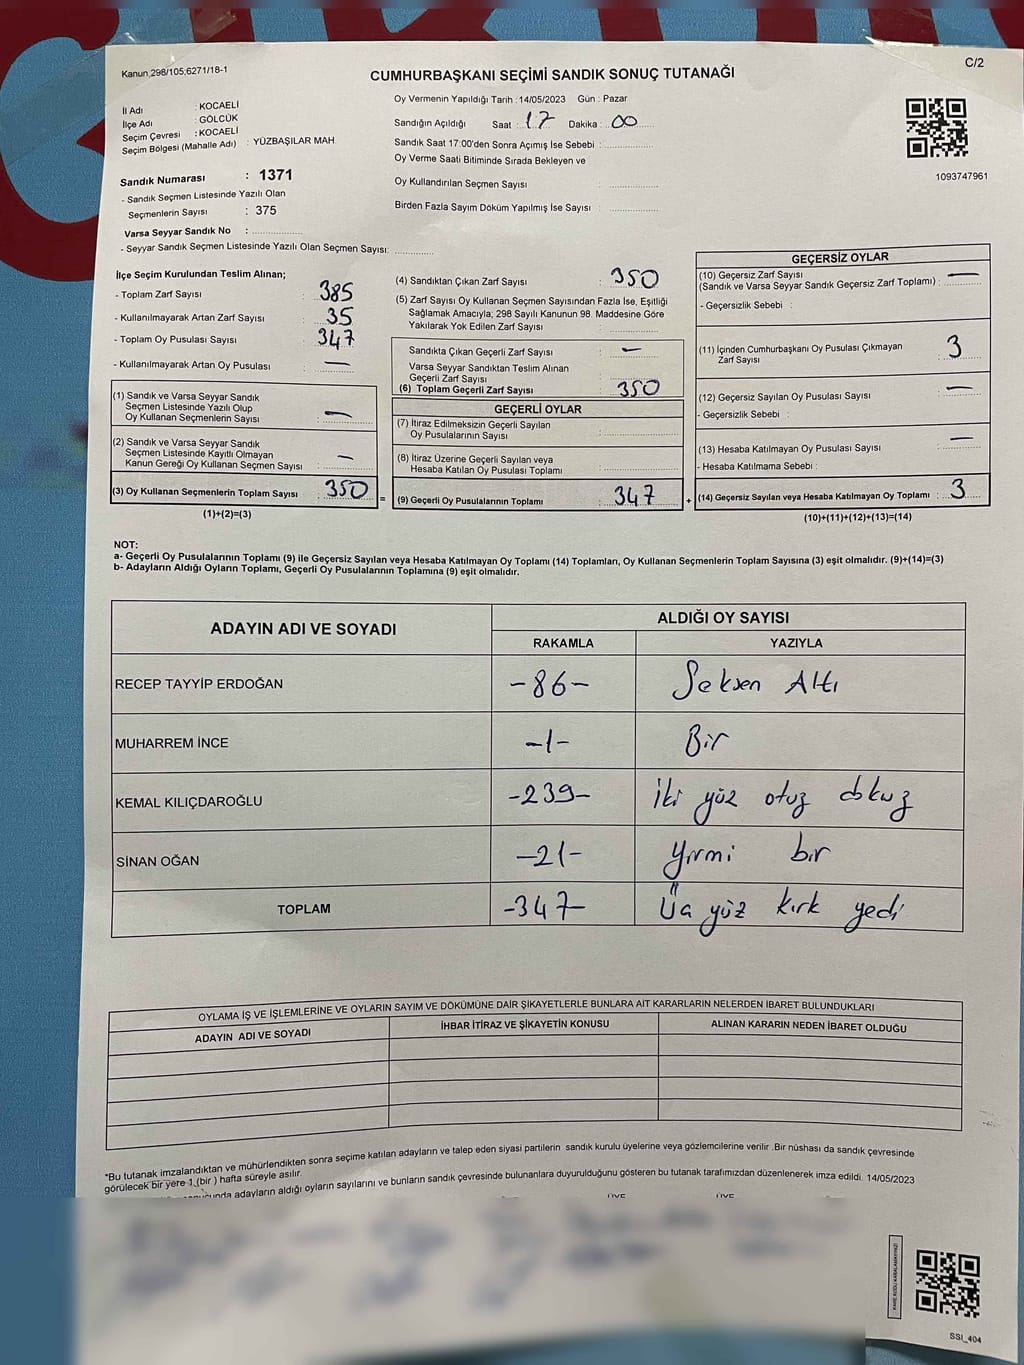 Kanun 298/105;6271/18-1
C/2
CUMHURBAŞKANI SEÇİMİ SANDIK SONUÇ TUTANAĞI
İl Adı : KOCAELİ
İlçe Adı : GÖLCÜK
Seçim Çevresi : KOCAELİ
Seçim Bölgesi (Mahalle Adı) : YÜZBAŞILAR MAH
Sandık Numarası : 1371
- Sandık Seçmen Listesinde Yazılı Olan
Seçmenlerin Sayısı : 375
Varsa Seyyar Sandık No :
- Seyyar Sandık Seçmen Listesinde Yazılı Olan Seçmen Sayısı:
Oy Vermenin Yapıldığı Tarih : 14/05/2023 Gün : Pazar
Sandığın Açıldığı Saat : 17 Dakika : 00
Sandık Saat 17:00'den Sonra Açımış İse Sebebi :
Oy Verme Saati Bitiminde Sırada Bekleyen ve
Oy Kullandırılan Seçmen Sayısı :
Birden Fazla Sayım Döküm Yapılmış İse Sayısı :
1093747961
İlçe Seçim Kurulundan Teslim Alınan;
- Toplam Zarf Sayısı : 385
- Kullanılmayarak Artan Zarf Sayısı : 35
- Toplam Oy Pusulası Sayısı : 347
- Kullanılmayarak Artan Oy Pusulası : —
(1) Sandık ve Varsa Seyyar Sandık
Seçmen Listesinde Yazılı Olup
Oy Kullanan Seçmenlerin Sayısı : —
(2) Sandık ve Varsa Seyyar Sandık
Seçmen Listesinde Kayıtlı Olmayan
Kanun Gereği Oy Kullanan Seçmen Sayısı : —
(3) Oy Kullanan Seçmenlerin Toplam Sayısı : 350
(1)+(2)=(3)
=
(4) Sandıktan Çıkan Zarf Sayısı : 350
(5) Zarf Sayısı Oy Kullanan Seçmen Sayısından Fazla İse, Eşitliği
Sağlamak Amacıyla; 298 Sayılı Kanunun 98. Maddesine Göre
Yakılarak Yok Edilen Zarf Sayısı :
Sandıkta Çıkan Geçerli Zarf Sayısı : —
Varsa Seyyar Sandıktan Teslim Alınan
Geçerli Zarf Sayısı :
(6) Toplam Geçerli Zarf Sayısı : 350
GEÇERLİ OYLAR
(7) İtiraz Edilmeksizin Geçerli Sayılan
Oy Pusulalarının Sayısı :
(8) İtiraz Üzerine Geçerli Sayılan veya
Hesaba Katılan Oy Pusulası Toplamı :
(9) Geçerli Oy Pusulalarının Toplamı : 347
+
GEÇERSİZ OYLAR
(10) Geçersiz Zarf Sayısı
(Sandık ve Varsa Seyyar Sandık Geçersiz Zarf Toplamı) : —
- Geçersizlik Sebebi :
(11) İçinden Cumhurbaşkanı Oy Pusulası Çıkmayan
Zarf Sayısı : 3
(12) Geçersiz Sayılan Oy Pusulası Sayısı : —
- Geçersizlik Sebebi :
(13) Hesaba Katılmayan Oy Pusulası Sayısı : —
- Hesaba Katılmama Sebebi :
(14) Geçersiz Sayılan veya Hesaba Katılmayan Oy Toplamı : 3
(10)+(11)+(12)+(13)=(14)
NOT:
a- Geçerli Oy Pusulalarının Toplamı (9) ile Geçersiz Sayılan veya Hesaba Katılmayan Oy Toplamı (14) Toplamları, Oy Kullanan Seçmenlerin Toplam Sayısına (3) eşit olmalıdır. (9)+(14)=(3)
b- Adayların Aldığı Oyların Toplamı, Geçerli Oy Pusulalarının Toplamına (9) eşit olmalıdır.
ADAYIN ADI VE SOYADI ALDIĞI OY SAYISI
RAKAMLA YAZIYLA
RECEP TAYYİP ERDOĞAN -86- Seksen Altı
MUHARREM İNCE -1- Bir
KEMAL KILIÇDAROĞLU -239- İki yüz otuz dokuz
SİNAN OĞAN -21- Yirmi bir
TOPLAM -347- Üç yüz kırk yedi
OYLAMA İŞ VE İŞLEMLERİNE VE OYLARIN SAYIM VE DÖKÜMÜNE DAİR ŞİKAYETLERLE BUNLARA AİT KARARLARIN NELERDEN İBARET BULUNDUKLARI
ADAYIN ADI VE SOYADI İHBAR İTİRAZ VE ŞİKAYETİN KONUSU ALINAN KARARIN NEDEN İBARET OLDUĞU
*Bu tutanak imzalandıktan ve mühürlendikten sonra seçime katılan adayların ve talep eden siyasi partilerin sandık kurulu üyelerine veya gözlemcilerine verilir .Bir nüshası da sandık çevresinde
görülecek bir yere 1 (bir ) hafta süreyle asılır.
adayların aldığı oyların sayılarını ve bunların sandık çevresinde bulunanlara duyurulduğunu gösteren bu tutanak tarafımızdan düzenlenerek imza edildi. 14/05/2023
ÜYE ÜYE
SSI_404